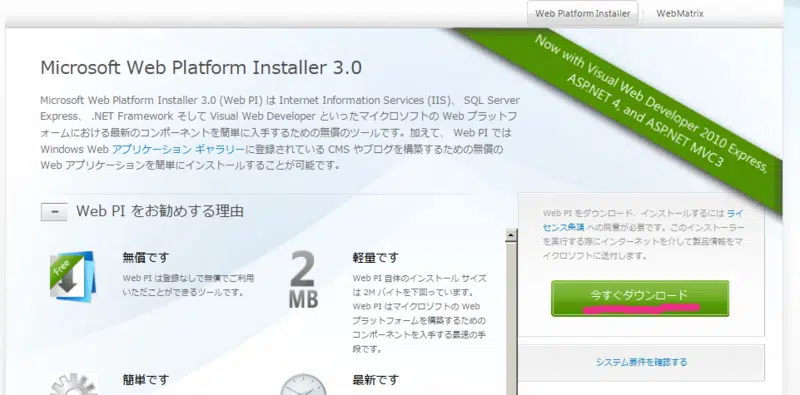 Web Platform Installer
WebMatrix
Microsoft Web Platform Installer 3.0
Now with Visual Web Developer 2010 Express,
ASP.NET 4, and ASP.NET MVC3
Microsoft Web Platform Installer 3.0 (Web PI) は Internet Information Services (IIS)、 SQL Server
Express、 .NET Framework そして Visual Web Developer といったマイクロソフトの Web プラットフ
ォームにおける最新のコンポーネントを簡単に入手するための無償のツールです。加えて、 Web PI では
Windows Web アプリケーション ギャラリーに登録されている CMS やブログを構築するための無償の
Web アプリケーションを簡単にインストールすることが可能です。
Web PI をお勧めする理由
Free
無償です
Web PI は登録なしで無償でご利用
いただことができるツールです。
2
MB
軽量です
Web PI 自体のインストール サイズ
は 2M バイトを下回っています。
Web PI はマイクロソフトの Web
プラットフォームを構築するための
コンポーネントを入手する最速の手
段です。
簡単です
最新です
Web PI をダウンロード、インストールするには ライ
センス条項 への同意が必要です。このインストーラー
を実行する際にインターネットを介して製品情報をマ
イクロソフトに送付します。
今すぐダウンロード
システム要件を確認する